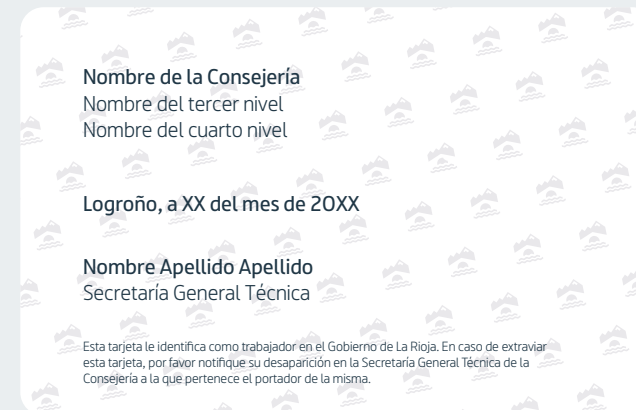 Nombre de la Consejería
Nombre del tercer nivel
Nombre del cuarto nivel
Logroño, a XX del mes de 20XX
Nombre Apellido Apellido
Secretaría General Técnica
Esta tarjeta le identifica como trabajador en el Gobierno de La Rioja. En caso de extraviar
esta tarjeta, por favor notifique su desaparición en la Secretaría General Técnica de la
Consejería a la que pertenece el portador de la misma.